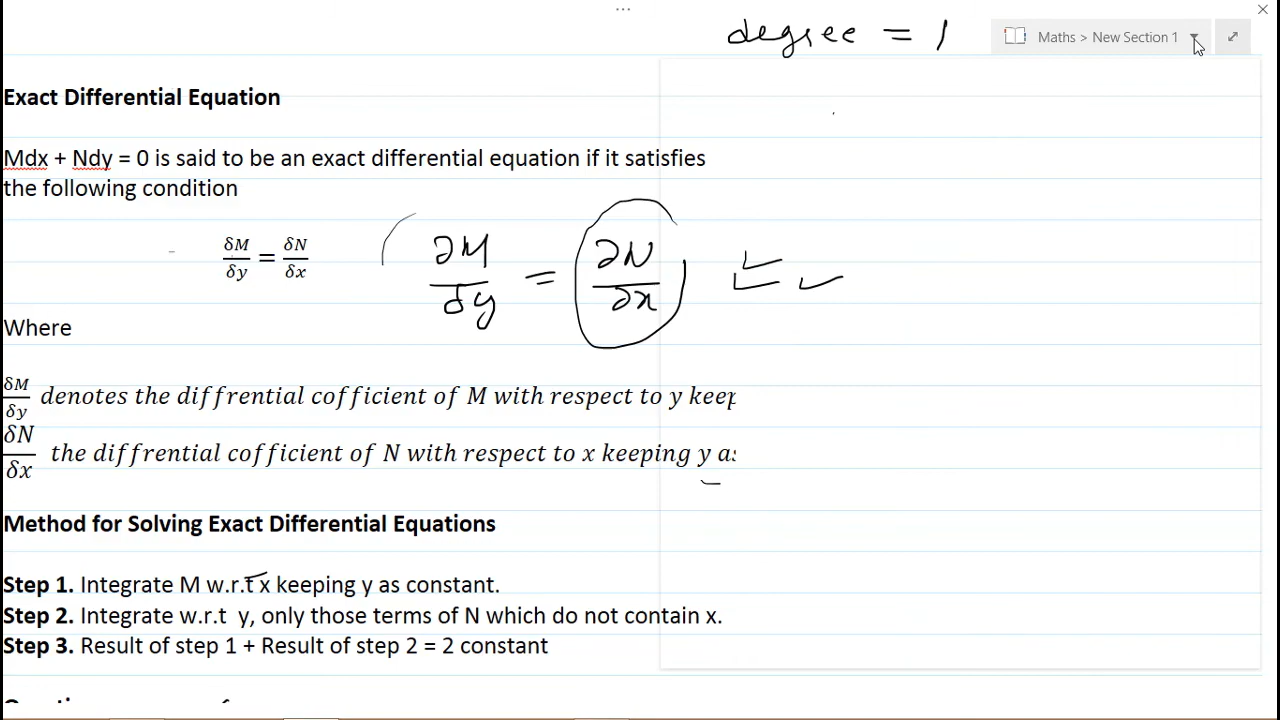 degree = 1
Maths > New Section 1
Exact Differential Equation
Mdx + Ndy = 0 is said to be an exact differential equation if it satisfies
the following condition
δM/δy = δN/δx
∂M/∂y = ∂N/∂x
Where
δM/δy denotes the diffrential cofficient of M with respect to y keep
δN/δx the diffrential cofficient of N with respect to x keeping y as
Method for Solving Exact Differential Equations
Step 1. Integrate M w.r.t x keeping y as constant.
Step 2. Integrate w.r.t y, only those terms of N which do not contain x.
Step 3. Result of step 1 + Result of step 2 = 2 constant